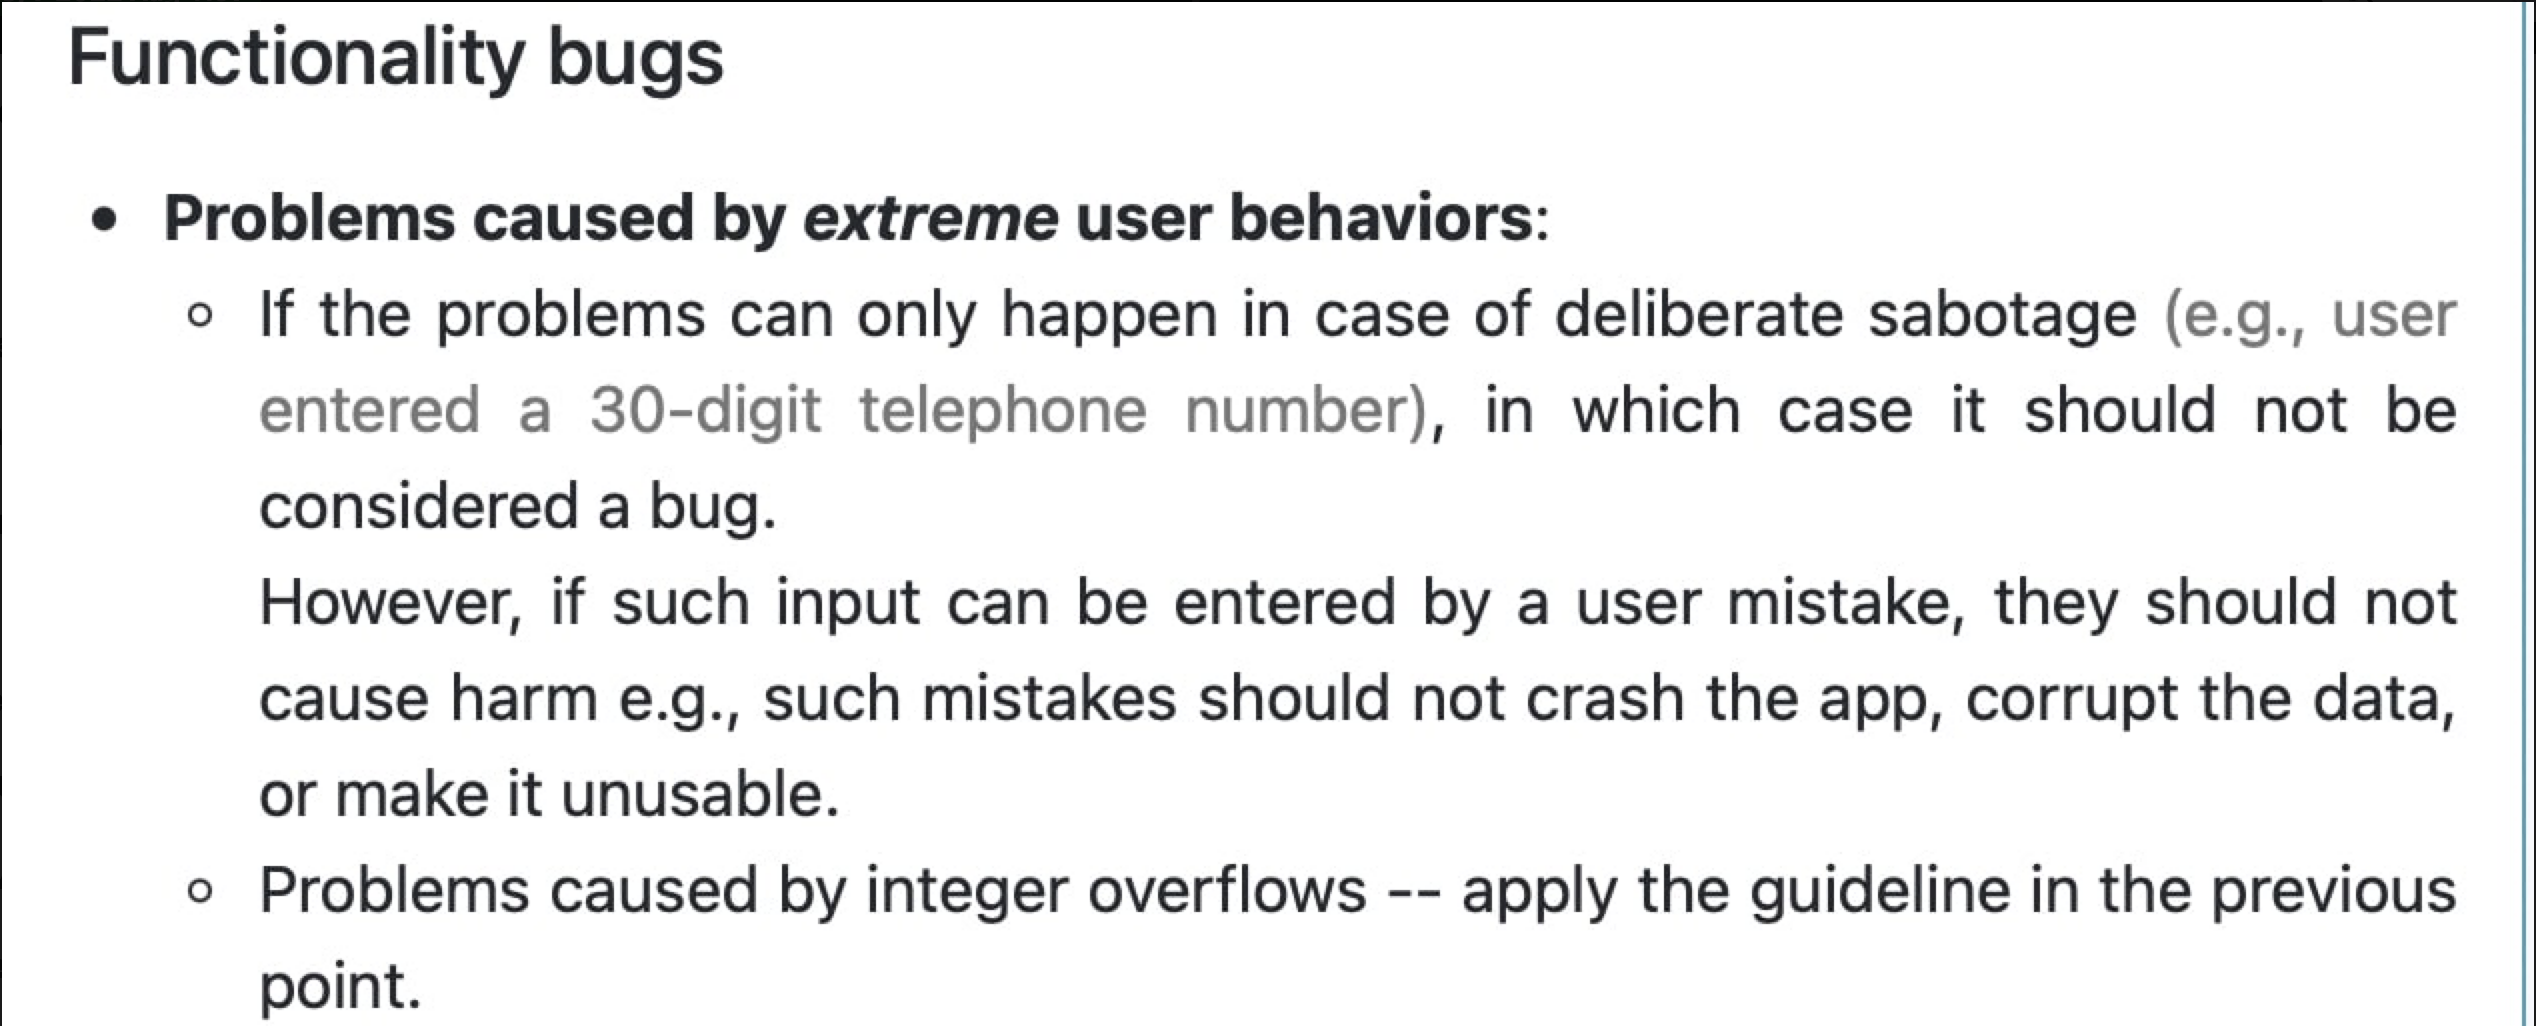 Functionality bugs
• Problems caused by extreme user behaviors:
◦ If the problems can only happen in case of deliberate sabotage (e.g., user
entered a 30-digit telephone number), in which case it should not be
considered a bug.
However, if such input can be entered by a user mistake, they should not
cause harm e.g., such mistakes should not crash the app, corrupt the data,
or make it unusable.
◦ Problems caused by integer overflows -- apply the guideline in the previous
point.